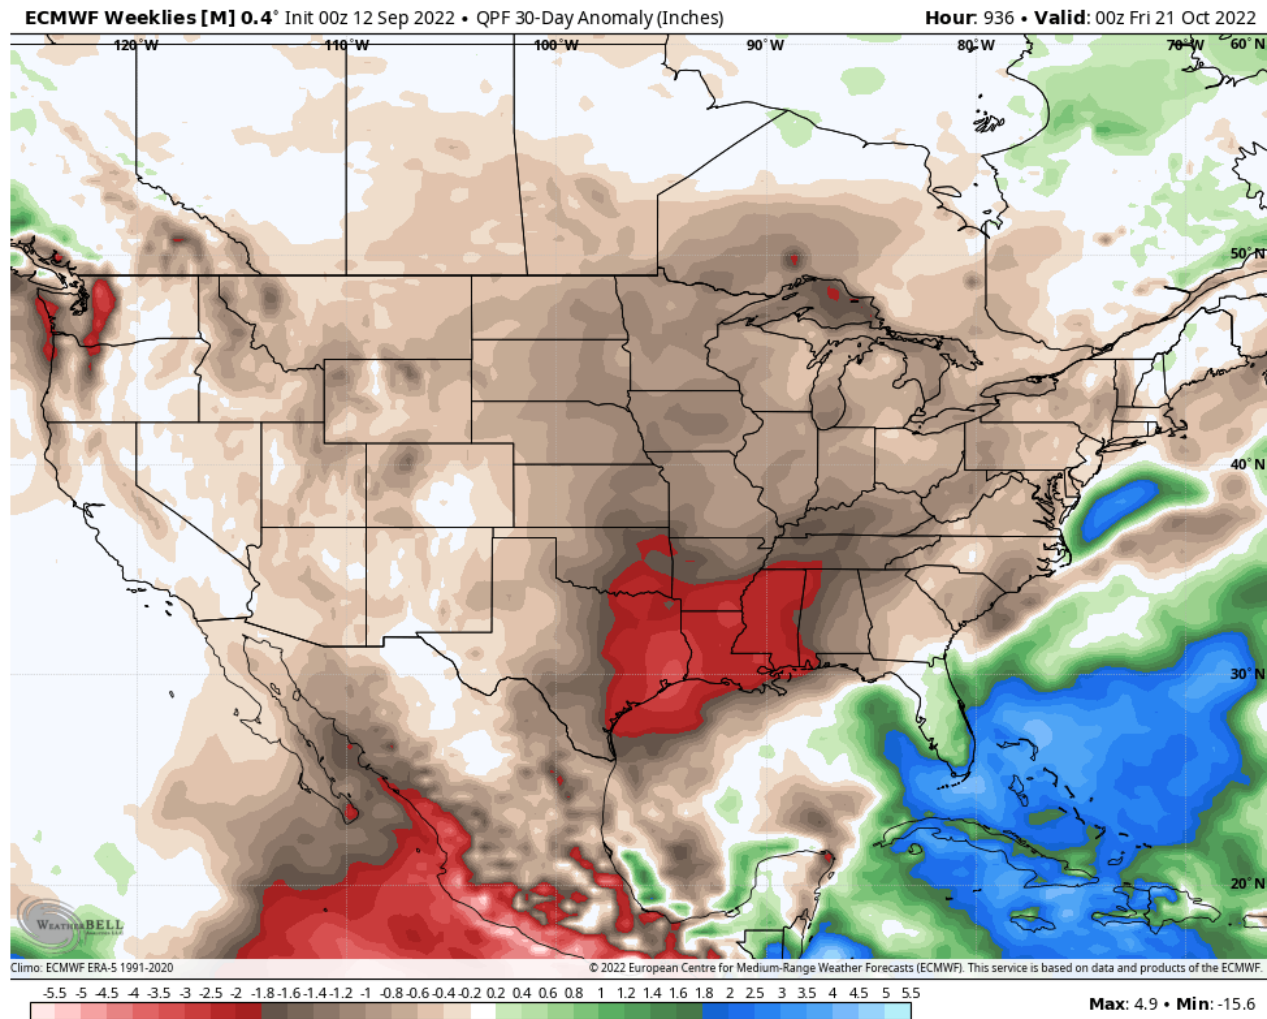 ECMWF Weeklies [M] 0.4° Init 00z 12 Sep 2022 • QPF 30-Day Anomaly (Inches) Hour: 936 • Valid: 00z Fri 21 Oct 2022
120°W 110°W 100°W 90°W 80°W 70°W 60°N
50°N
40°N
30°N
20°N
WEATHERBELL
Analytics LLC
Climo: ECMWF ERA-5 1991-2020 © 2022 European Centre for Medium-Range Weather Forecasts (ECMWF). This service is based on data and products of the ECMWF.
-5.5 -5 -4.5 -4 -3.5 -3 -2.5 -2 -1.8 -1.6 -1.4 -1.2 -1 -0.8 -0.6 -0.4 -0.2 0.2 0.4 0.6 0.8 1 1.2 1.4 1.6 1.8 2 2.5 3 3.5 4 4.5 5 5.5
Max: 4.9 • Min: -15.6